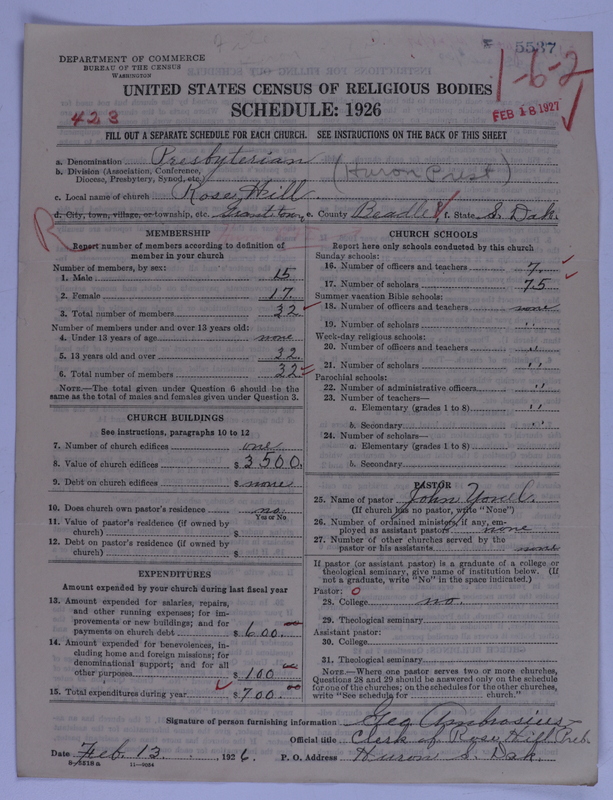 5537
1-6-2
DEPARTMENT OF COMMERCE
BUREAU OF THE CENSUS
WASHINGTON
UNITED STATES CENSUS OF RELIGIOUS BODIES
FEB 18 1927
423
SCHEDULE: 1926
FILL OUT A SEPARATE SCHEDULE FOR EACH CHURCH. SEE INSTRUCTIONS ON THE BACK OF THIS SHEET
a. Denomination Presbyterian
b. Division (Association, Conference, (Huron Prest)
Diocese, Presbytery, Synod, etc.)
c. Local name of church Rose Hill
d. City, town, village, or township, etc. e. County Beadle f. State S. Dak.
R
MEMBERSHIP
Report number of members according to definition of
member in your church
Number of members, by sex:
1. Male 15
2. Female 17
3. Total number of members 32
Number of members under and over 13 years old:
4. Under 13 years of age none
5. 13 years old and over 32
6. Total number of members 32
NOTE.—The total given under Question 6 should be the
same as the total of males and females given under Question 3.
CHURCH BUILDINGS
See instructions, paragraphs 10 to 12
7. Number of church edifices one
8. Value of church edifices $ 3500.
9. Debt on church edifices $ none
10. Does church own pastor's residence no
Yes or No
11. Value of pastor's residence (if owned by
church) $
12. Debt on pastor's residence (if owned by
church) $
EXPENDITURES
Amount expended by your church during last fiscal year
13. Amount expended for salaries, repairs,
and other running expenses; for im-
provements or new buildings; and for
payments on church debt $ 600.00
14. Amount expended for benevolences, in-
cluding home and foreign missions; for
denominational support; and for all
other purposes $ 100.00
15. Total expenditures during year $ 700.00
CHURCH SCHOOLS
Report here only schools conducted by this church
Sunday schools:
16. Number of officers and teachers 7
17. Number of scholars 75
Summer vacation Bible schools:
18. Number of officers and teachers none
19. Number of scholars "
Week-day religious schools:
20. Number of officers and teachers "
21. Number of scholars "
Parochial schools:
22. Number of administrative officers "
23. Number of teachers—
a. Elementary (grades 1 to 8) "
b. Secondary "
24. Number of scholars—
a. Elementary (grades 1 to 8)
b. Secondary
PASTOR
25. Name of pastor John
(If church has no pastor, write "None")
26. Number of ordained ministers, if any, em-
ployed as assistant pastors none
27. Number of other churches served by the
pastor or his assistants none
If pastor (or assistant pastor) is a graduate of a college or
theological seminary, give name of institution below. (If
not a graduate, write "No" in the space indicated.)
Pastor: 0
28. College no
29. Theological seminary
Assistant pastor:
30. College
31. Theological seminary
NOTE.—Where one pastor serves two or more churches,
Questions 28 and 29 should be answered only on the schedule
for one of the churches; on the schedules for the other churches,
write "See schedule for church."
Signature of person furnishing information Geo Ambrosius
Official title Clerk of Rose Hill Preb.
Date Feb. 13 1926 P. O. Address Huron S. Dak.
8-5518a 11-9024